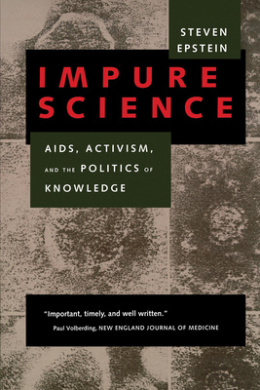 STEVEN
EPSTEIN
IMPURE
SCIENCE
AIDS, ACTIVISM,
AND THE POLITICS OF
KNOWLEDGE
"Important, timely, and well written."
Paul Volberding, NEW ENGLAND JOURNAL OF MEDICINE